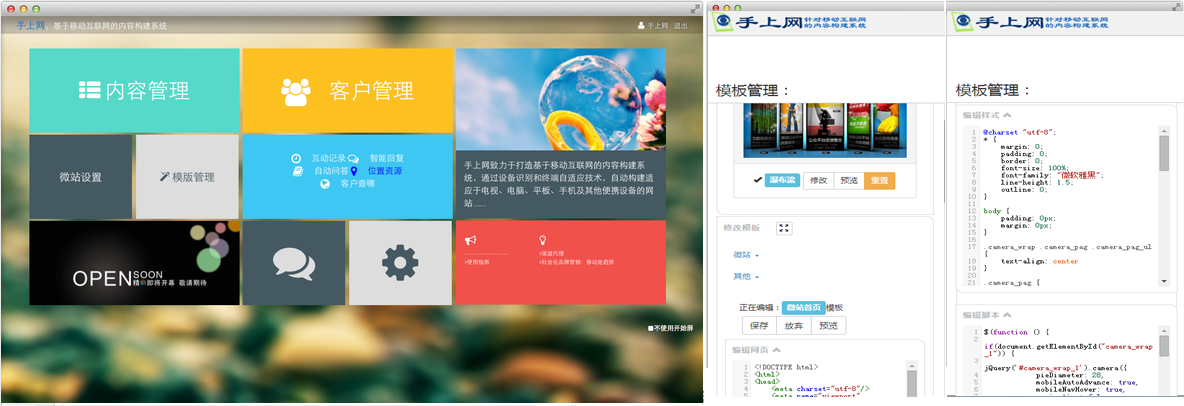 手上网。基于移动互联网的内容构建系统
手上网 | 退出
内容管理
客户管理
微站设置
模版管理
互动记录 智能回复
自动问答 位置资源
客户查哪
手上网致力于打造基于移动互联网的内容构建系
统，通过设备识别和终端自适应技术，自动构建适
应于电视、电脑、平板、手机及其他便携设备的网
站 ......
OPEN SOON
精彩即将开幕 敬请期待
>使用指南
>渠道代理
>社会化品牌营销 移动是趋势
不使用开始屏
手上网 针对移动互联网
的内容构建系统
模板管理：
瀑布流 修改 预览 重置
修改模板
微站
其他
正在编辑： 微站首页 模板
保存 放弃 预览
编辑网页
1 <!DOCTYPE html>
2 <html>
3 <head>
4 <meta charset="utf-8"/>
5 <meta name="viewport"
手上网 针对移动互联网
的内容构建系统
模板管理：
编辑样式
1 @charset "utf-8";
2 * {
3 margin: 0;
4 padding: 0;
5 border: 0;
6 font-size: 100%;
7 font-family: "微软雅黑";
8 line-height: 1.5;
9 outline: 0;
10 }
11
12 body {
13 padding: 0px;
14 margin: 0px;
15 }
16
17 .camera_wrap .camera_pag .camera_pag_ul
{
18 text-align: center
19 }
20
21 .camera_pag {
编辑脚本
1 $(function () {
2
if(document.getElementById("camera_wrap
_1")) {
3
jQuery('#camera_wrap_1').camera({
4 pieDiameter: 28,
5 mobileAutoAdvance: true,
6 mobileNavHover: true,